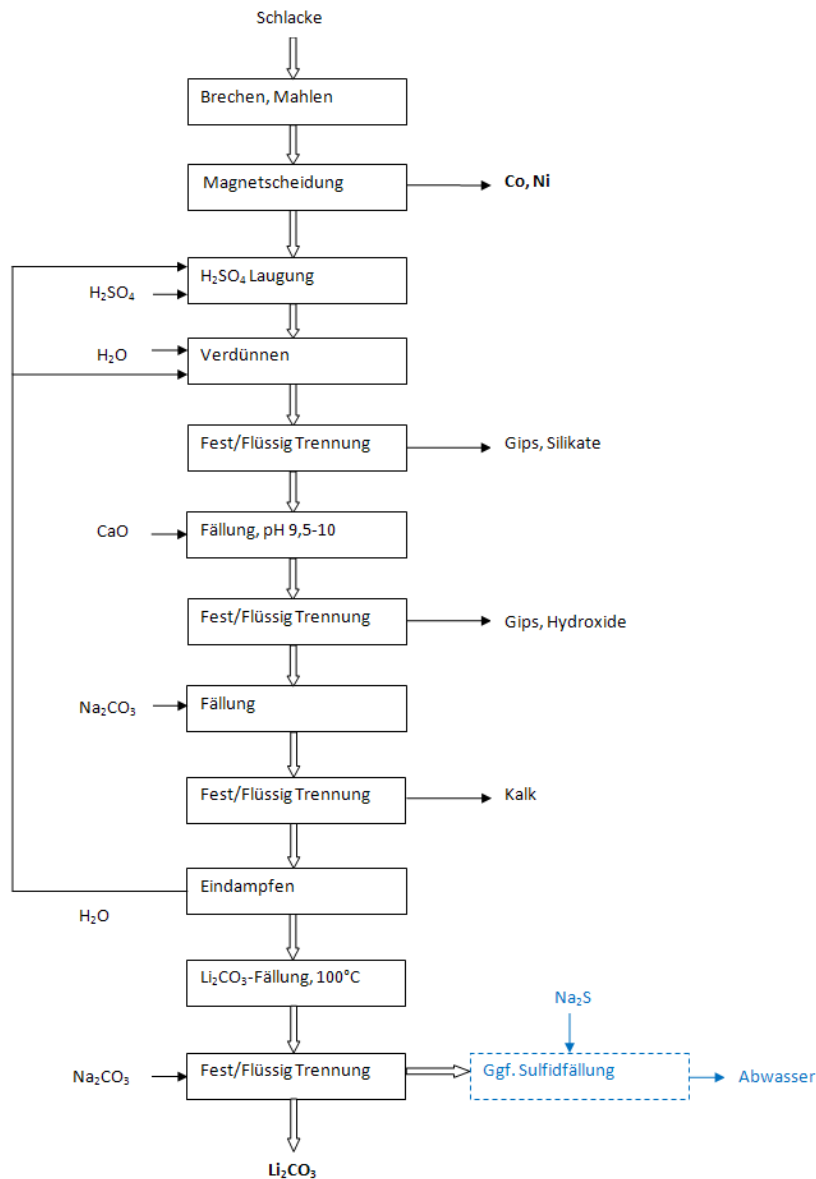 Schlacke
Brechen, Mahlen
Magnetscheidung
Co, Ni
H₂SO₄ Laugung
H₂SO₄
H₂O
Verdünnen
Fest/Flüssig Trennung
Gips, Silikate
CaO
Fällung, pH 9,5-10
Fest/Flüssig Trennung
Gips, Hydroxide
Na₂CO₃
Fällung
Fest/Flüssig Trennung
Kalk
Eindampfen
H₂O
Li₂CO₃-Fällung, 100°C
Na₂S
Na₂CO₃
Fest/Flüssig Trennung
Ggf. Sulfidfällung
Abwasser
Li₂CO₃